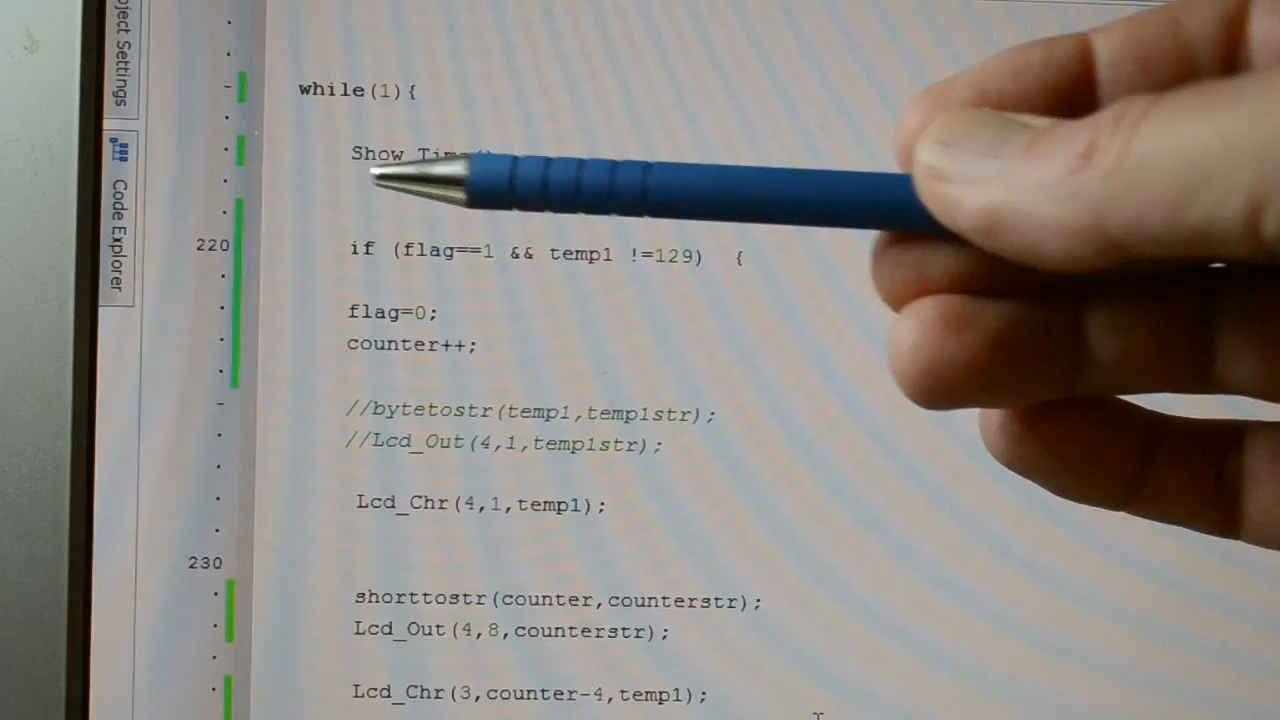 oject Settings
Code Explorer
while(1){
Show_Time()
220
if (flag==1 && temp1 !=129) {
flag=0;
counter++;
//bytetostr(temp1,temp1str);
//Lcd_Out(4,1,temp1str);
Lcd_Chr(4,1,temp1);
230
shorttostr(counter,counterstr);
Lcd_Out(4,8,counterstr);
Lcd_Chr(3,counter-4,temp1);